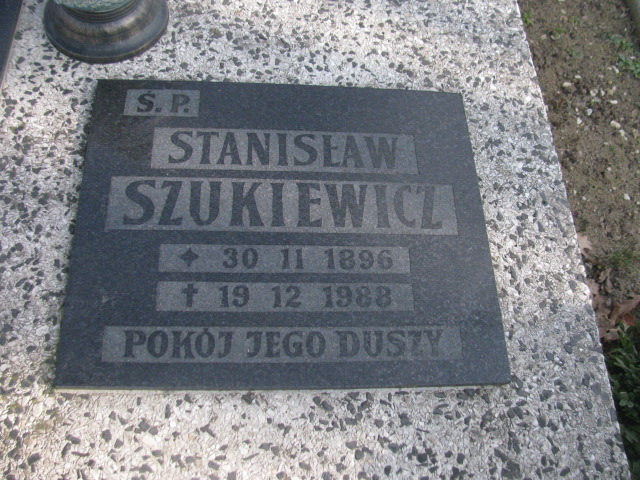 Ś. P.
STANISŁAW
SZUKIEWICZ
✦ 30 11 1896
✝ 19 12 1988
POKÓJ JEGO DUSZY